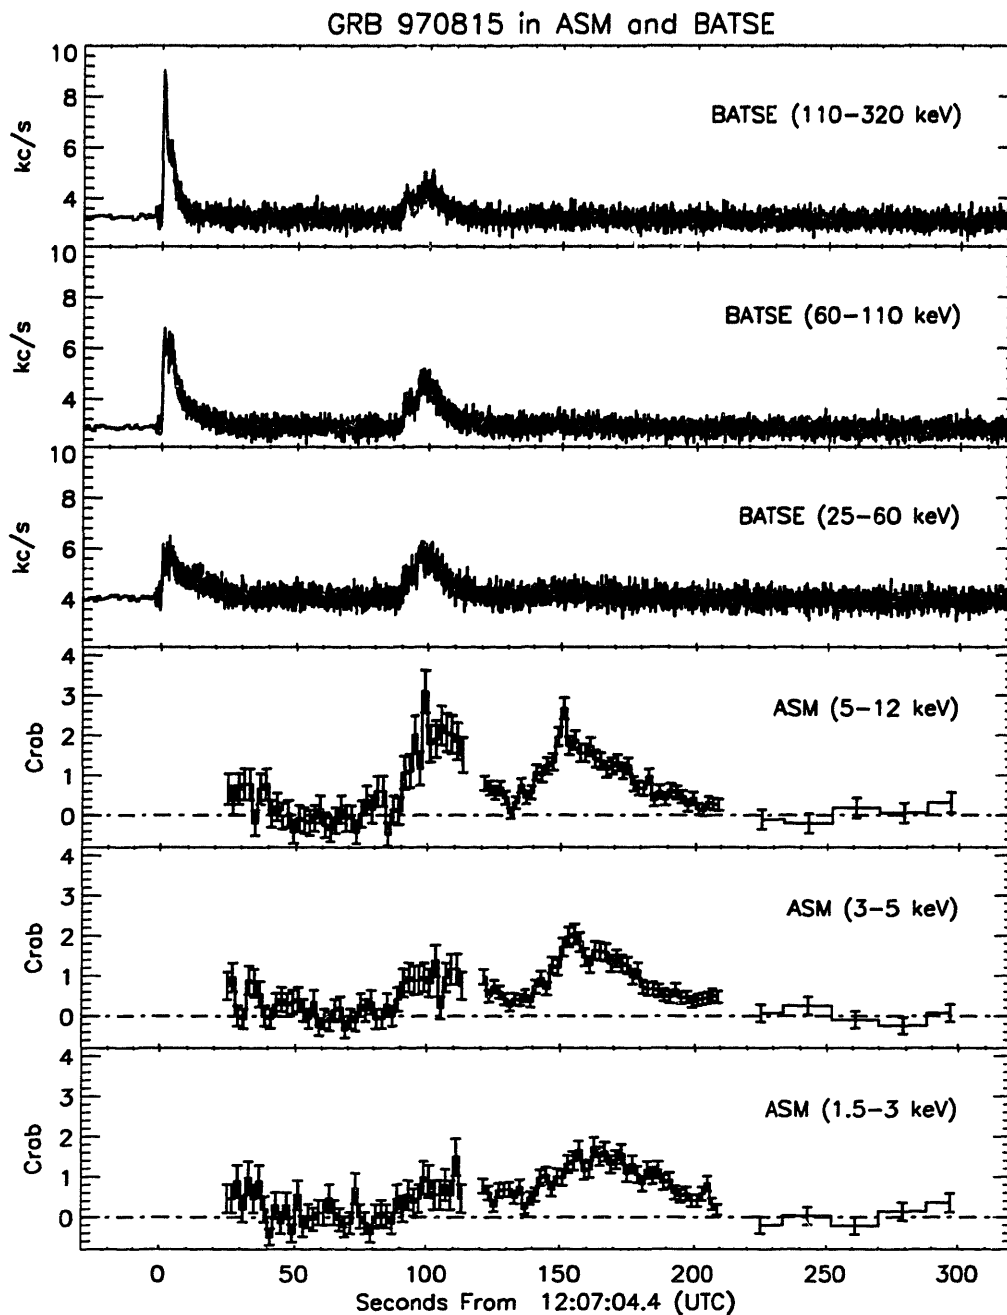 GRB 970815 in ASM and BATSE
10
8
6
4
kc/s
BATSE (110-320 keV)
10
8
6
4
kc/s
BATSE (60-110 keV)
10
8
6
4
kc/s
BATSE (25-60 keV)
4
3
2
1
0
Crab
ASM (5-12 keV)
4
3
2
1
0
Crab
ASM (3-5 keV)
4
3
2
1
0
Crab
ASM (1.5-3 keV)
0 50 100 150 200 250 300
Seconds From 12:07:04.4 (UTC)